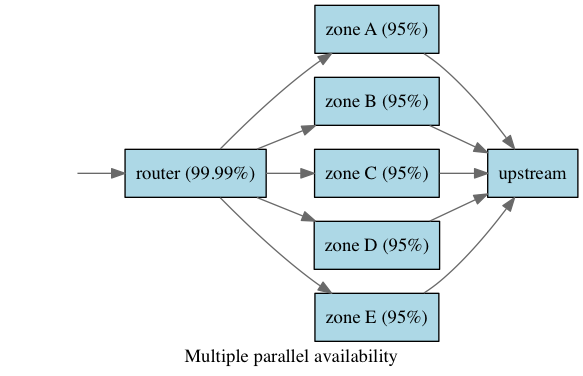 zone A (95%)
zone B (95%)
router (99.99%)
zone C (95%)
upstream
zone D (95%)
zone E (95%)
Multiple parallel availability